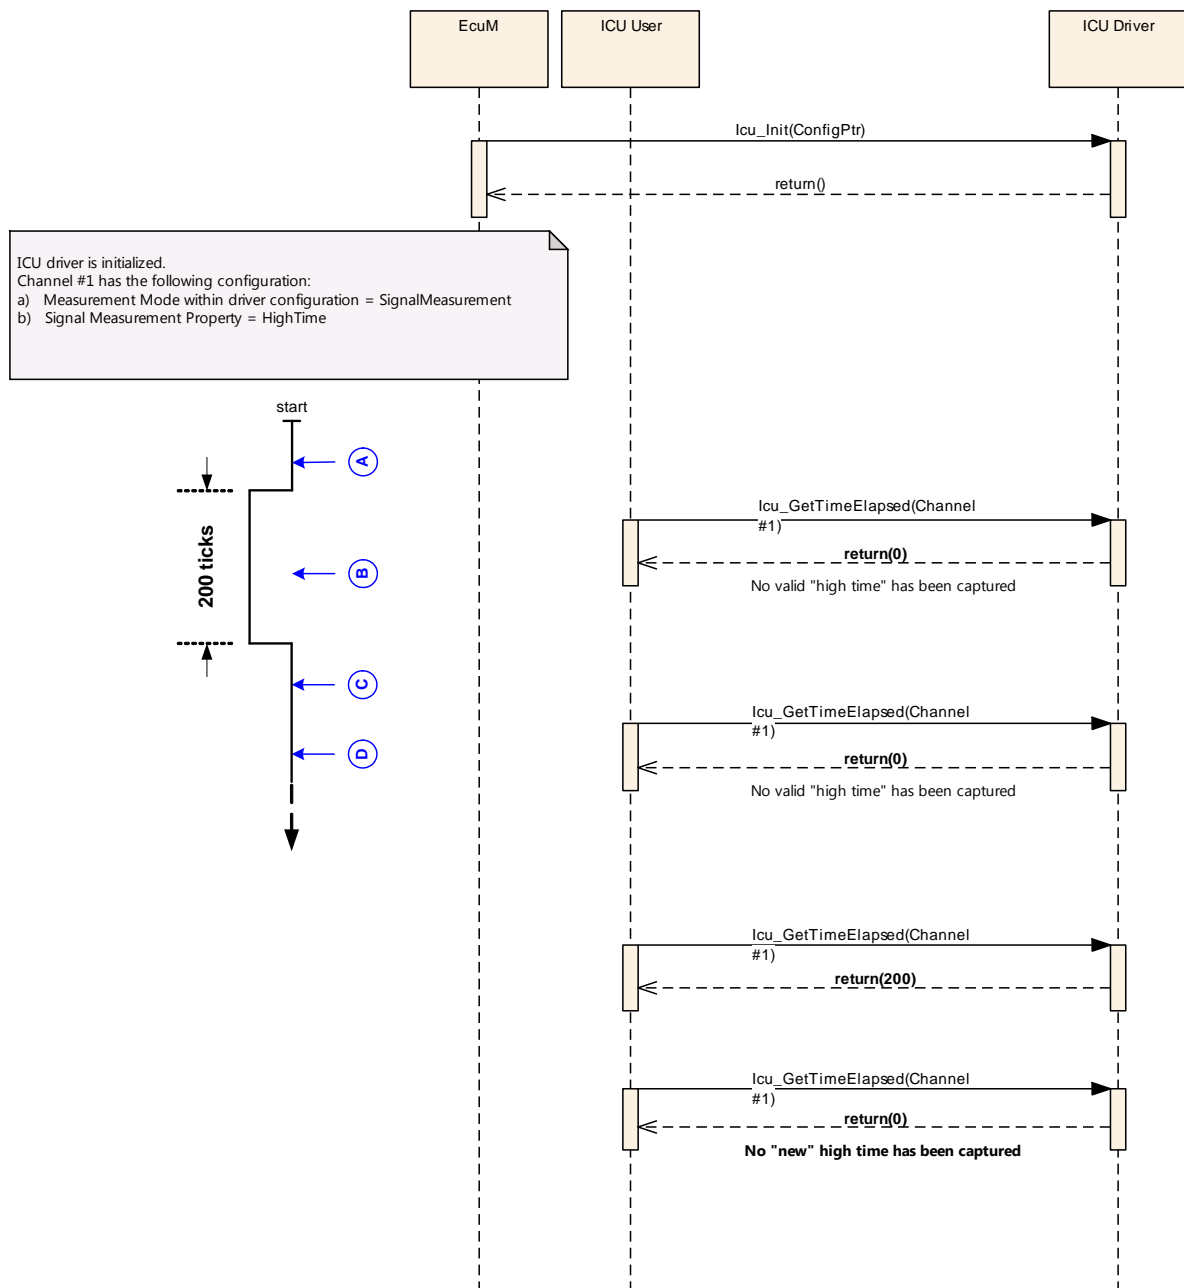 EcuM
ICU User
ICU Driver
Icu_Init(ConfigPtr)
return()
ICU driver is initialized.
Channel #1 has the following configuration:
a) Measurement Mode within driver configuration = SignalMeasurement
b) Signal Measurement Property = HighTime
start
A
200 ticks
B
C
D
Icu_GetTimeElapsed(Channel
#1)
return(0)
No valid "high time" has been captured
Icu_GetTimeElapsed(Channel
#1)
return(0)
No valid "high time" has been captured
Icu_GetTimeElapsed(Channel
#1)
return(200)
Icu_GetTimeElapsed(Channel
#1)
return(0)
No "new" high time has been captured